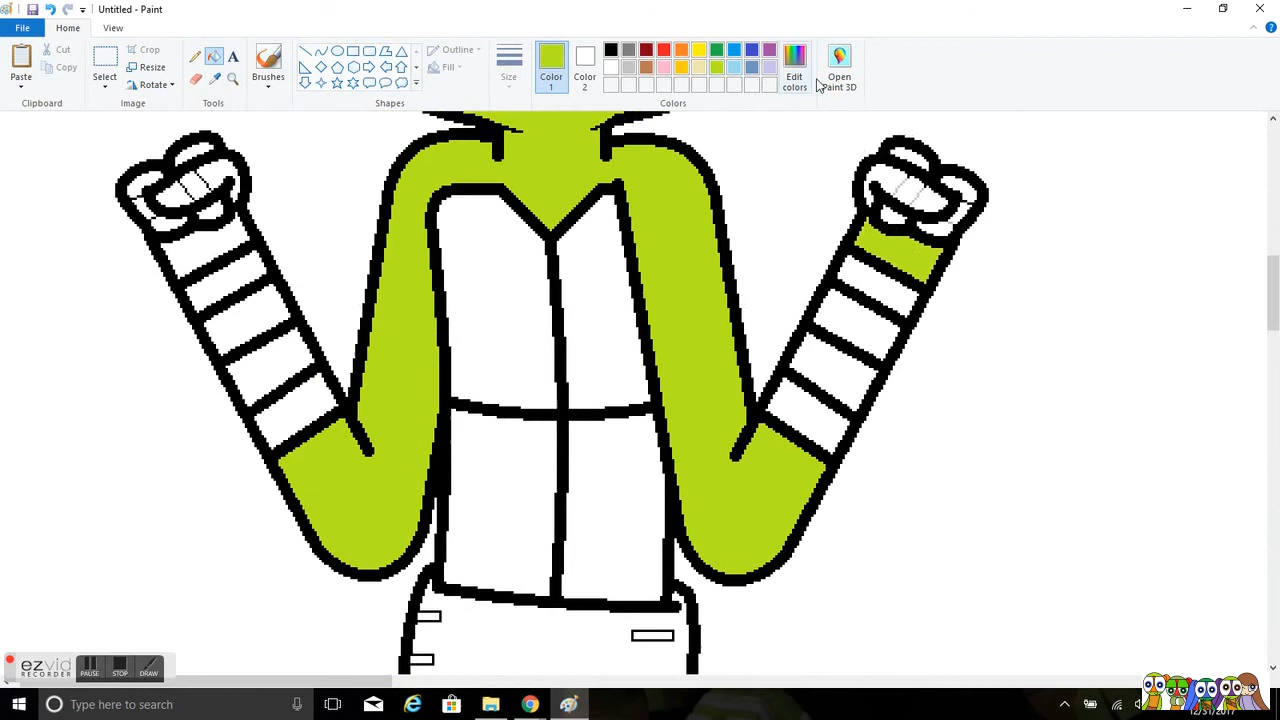 Untitled - Paint
File
Home
View
Paste
Cut
Copy
Clipboard
Select
Crop
Resize
Rotate
Image
A
Tools
Brushes
Outline
Fill
Shapes
Size
Color
1
Color
2
Edit
colors
Colors
Open
Paint 3D
ezvid
RECORDER
PAUSE
STOP
DRAW
Type here to search